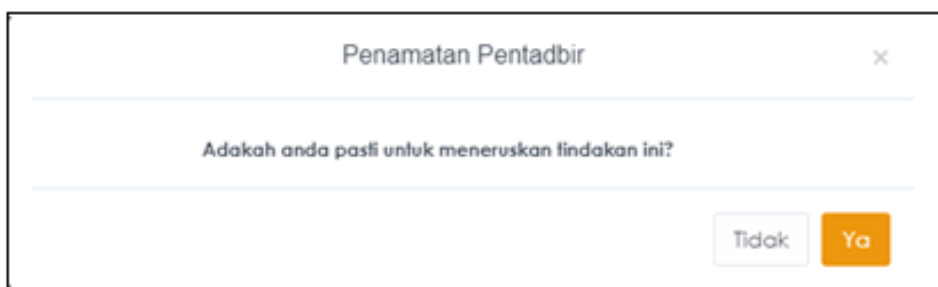 Penamatan Pentadbir ×
Adakah anda pasti untuk meneruskan tindakan ini?
Tidak Ya